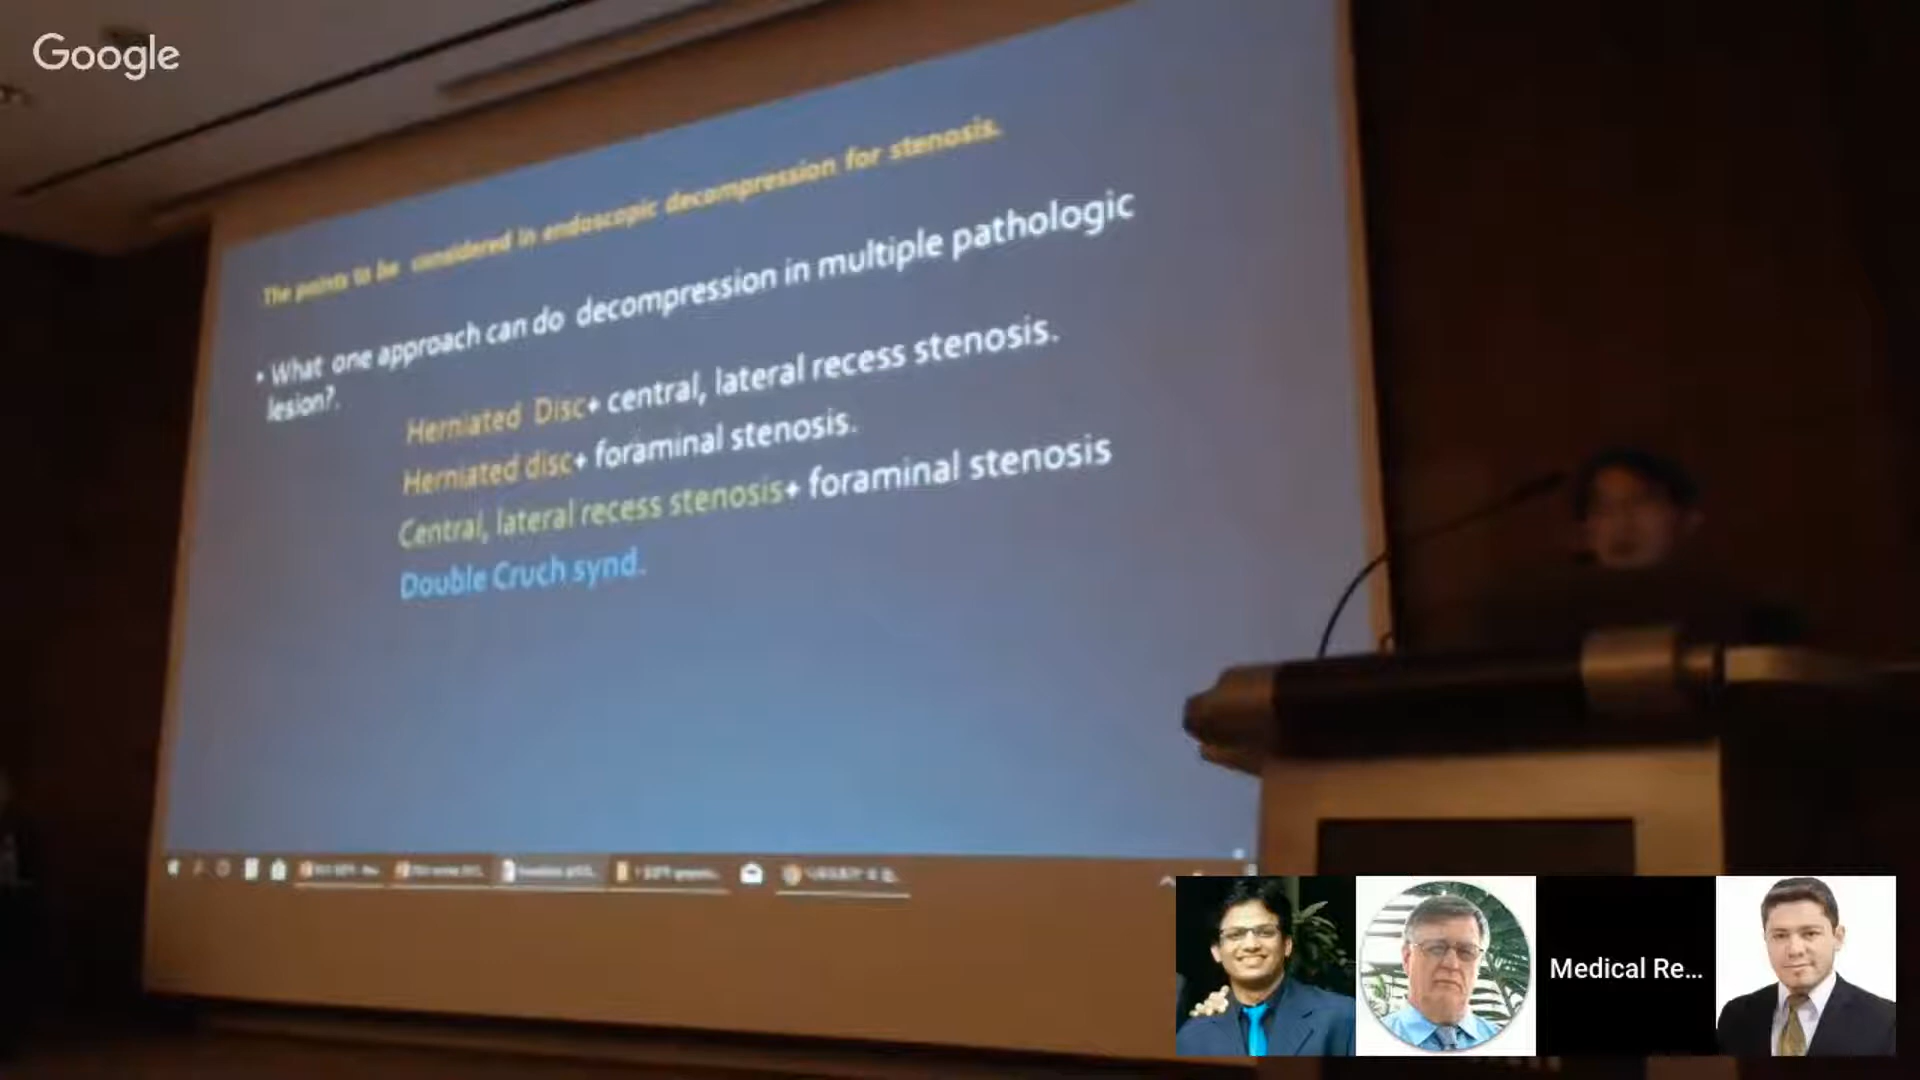 Google
The points to be considered in endoscopic decompression for stenosis.
• What one approach can do decompression in multiple pathologic
lesion?.
Herniated Disc+ central, lateral recess stenosis.
Herniated disc+ foraminal stenosis.
Central, lateral recess stenosis+ foraminal stenosis
Double Cruch synd.
Medical Re...